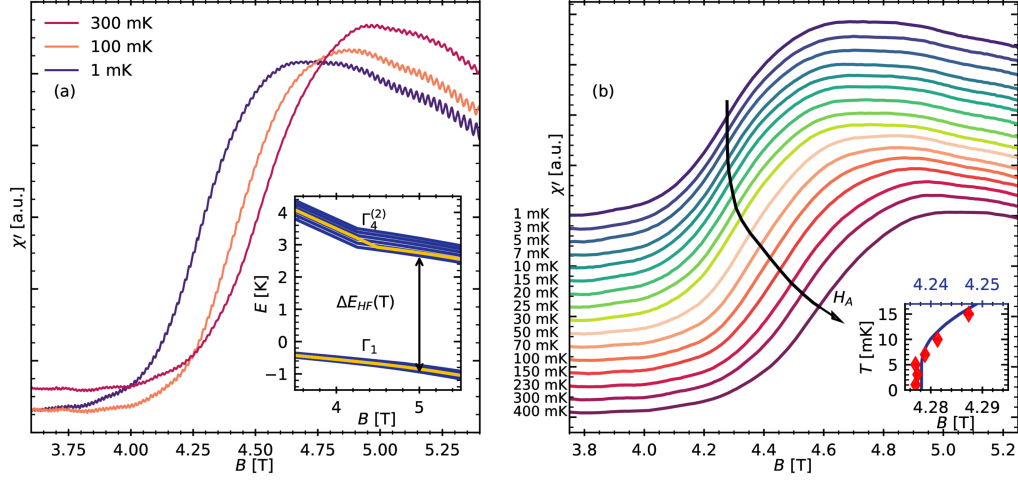 300 mK
100 mK
1 mK
(a)
χ′ [a.u.]
3.75 4.00 4.25 4.50 4.75 5.00 5.25
B [T]
4
3
2
1
0
−1
E [K]
Γ₄⁽²⁾
ΔE_HF(T)
Γ₁
4 5
B [T]
(b)
χ′ [a.u.]
1 mK
3 mK
5 mK
7 mK
10 mK
15 mK
20 mK
25 mK
30 mK
50 mK
70 mK
100 mK
150 mK
230 mK
300 mK
400 mK
H_A
3.8 4.0 4.2 4.4 4.6 4.8 5.0 5.2
B [T]
4.24 4.25
15
10
5
0
T [mK]
4.28 4.29
B [T]